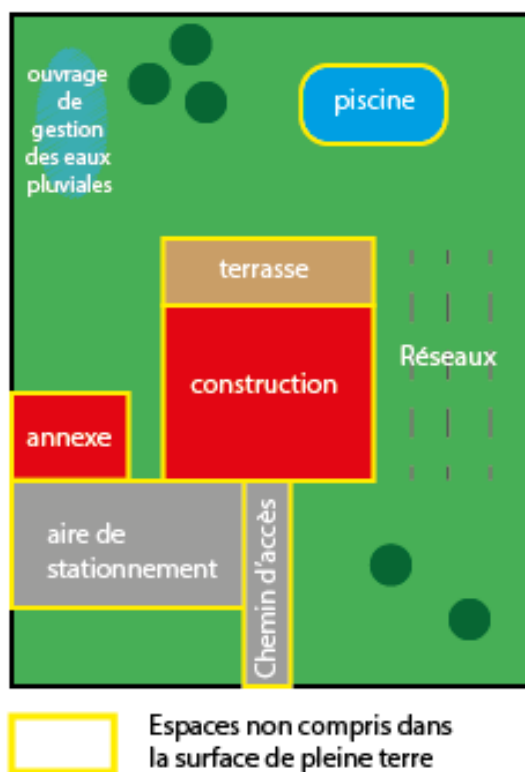 ouvrage
de
gestion
des eaux
pluviales
piscine
terrasse
Réseaux
construction
annexe
aire de
stationnement
Chemin d'accès
Espaces non compris dans
la surface de pleine terre